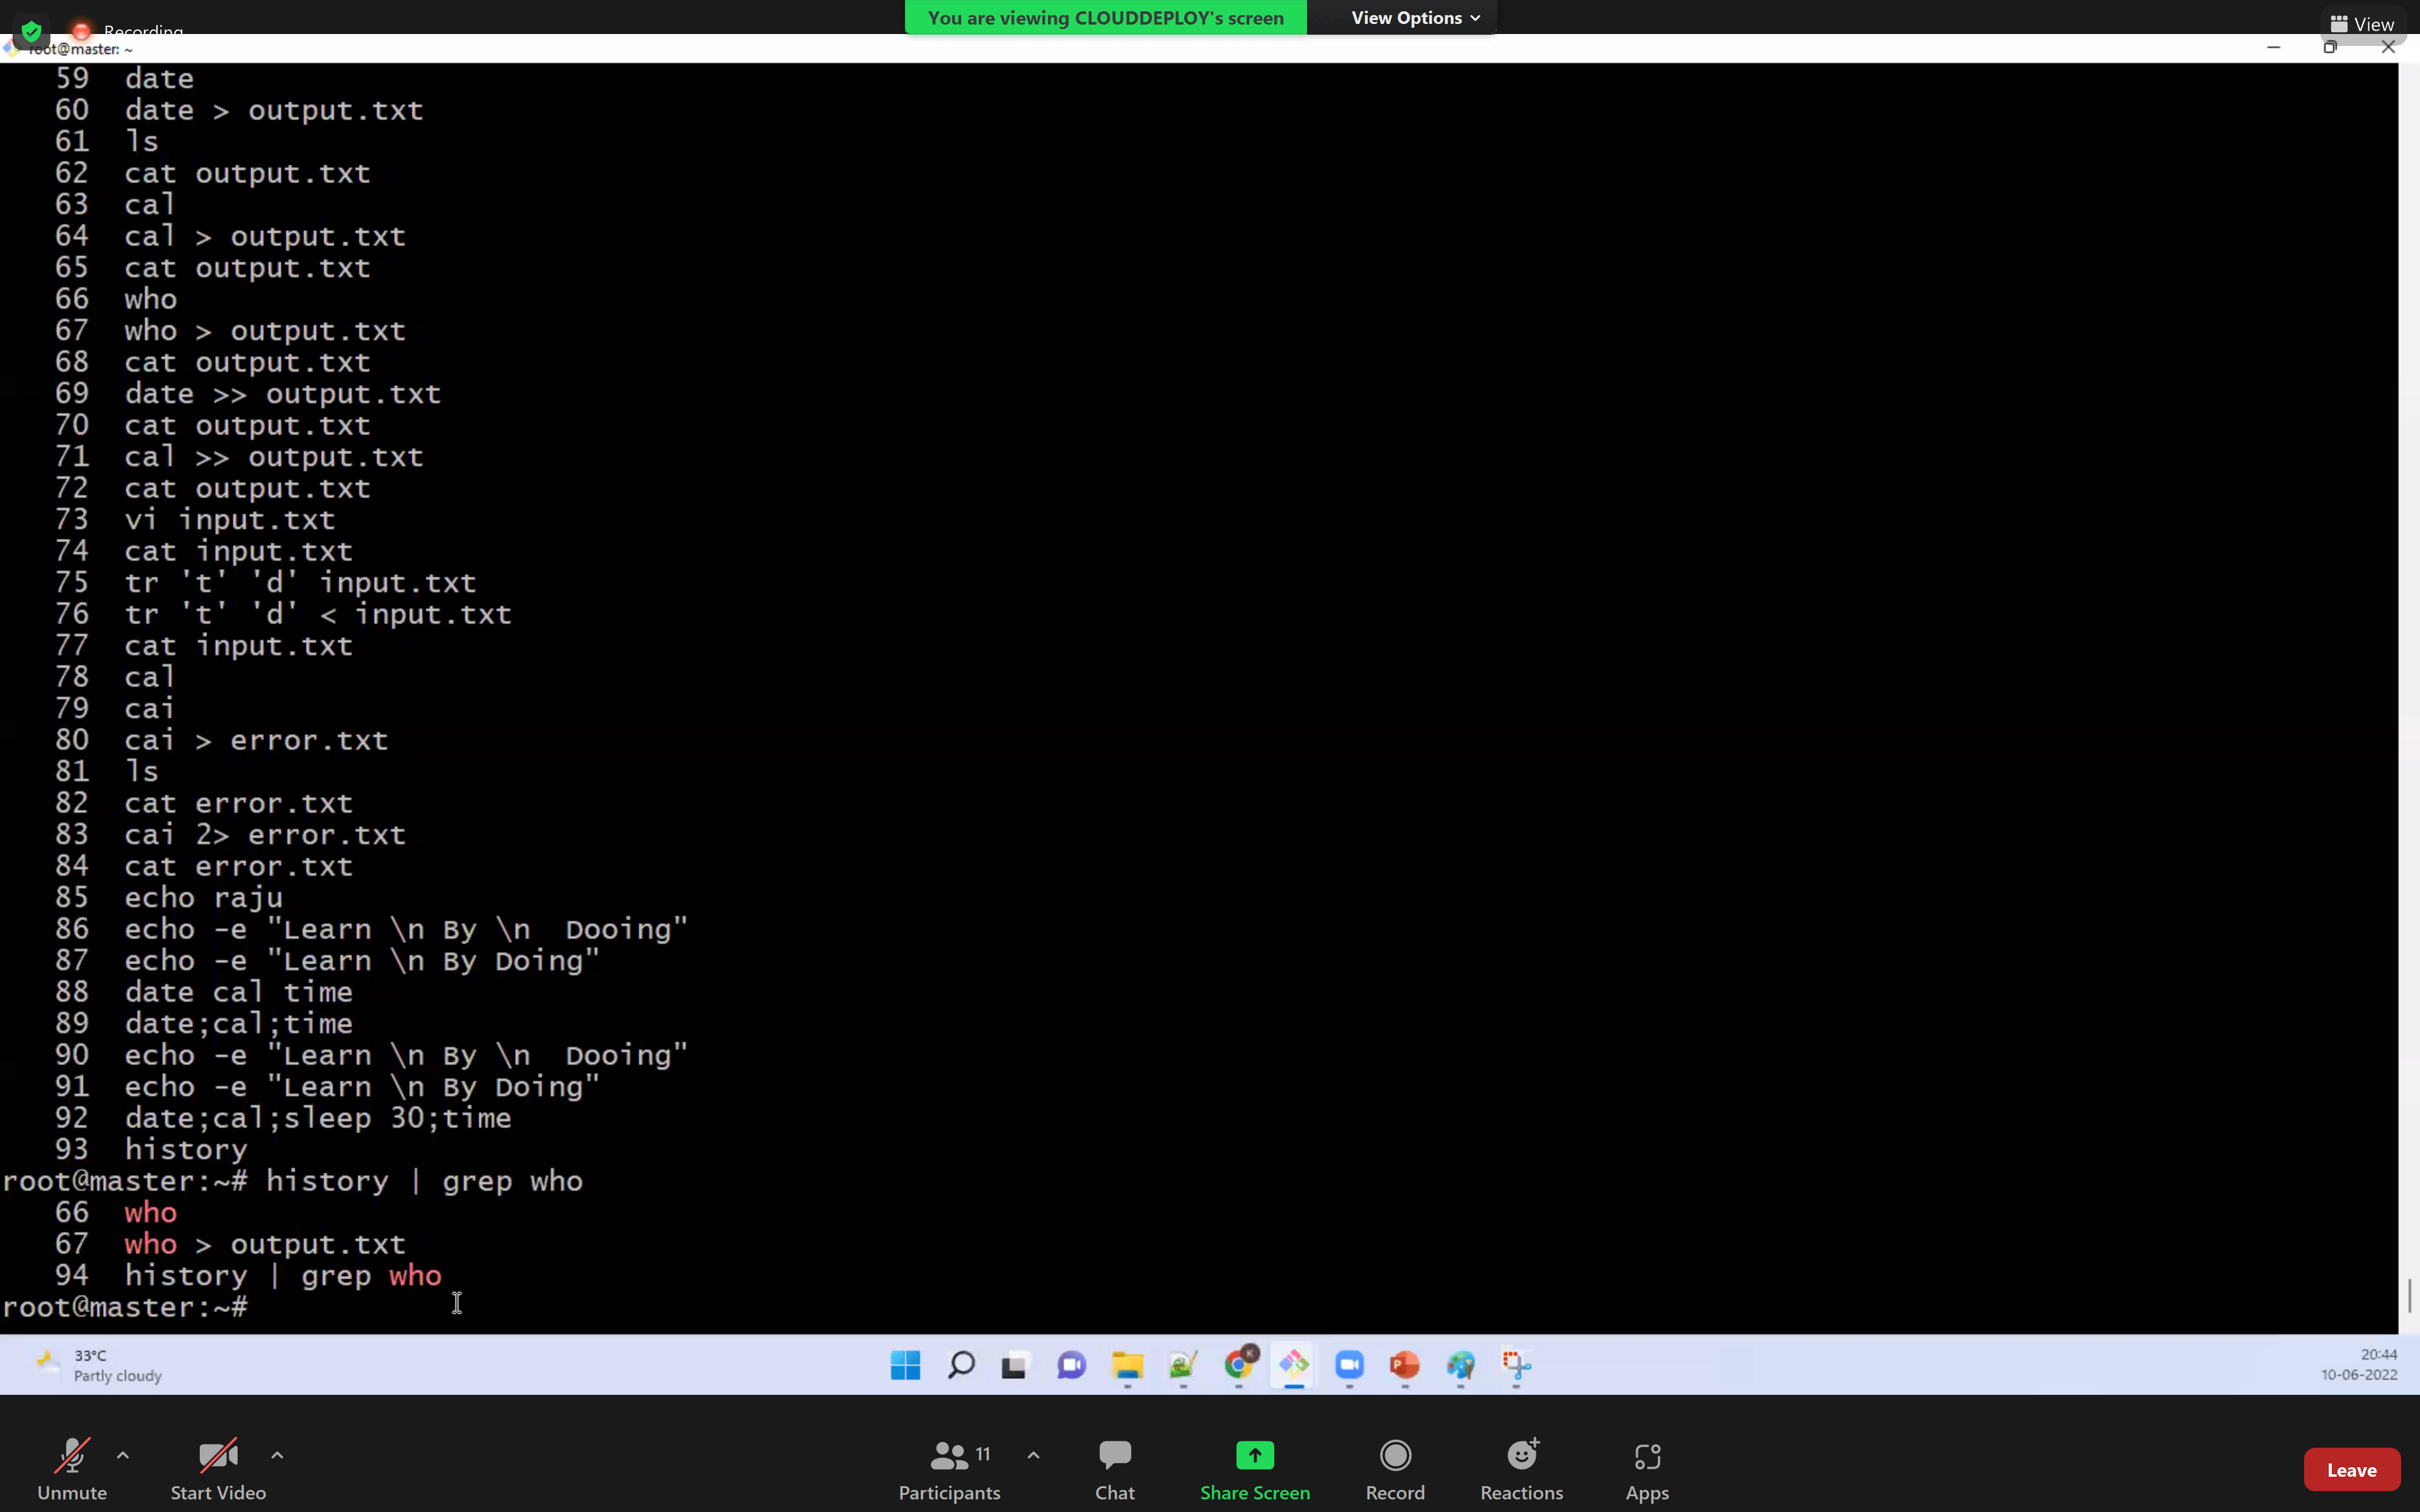 Recording
You are viewing CLOUDDEPLOY's screen
View Options
View
root@master: ~
59 date
60 date > output.txt
61 ls
62 cat output.txt
63 cal
64 cal > output.txt
65 cat output.txt
66 who
67 who > output.txt
68 cat output.txt
69 date >> output.txt
70 cat output.txt
71 cal >> output.txt
72 cat output.txt
73 vi input.txt
74 cat input.txt
75 tr 't' 'd' input.txt
76 tr 't' 'd' < input.txt
77 cat input.txt
78 cal
79 cai
80 cai > error.txt
81 ls
82 cat error.txt
83 cai 2> error.txt
84 cat error.txt
85 echo raju
86 echo -e "Learn \n By \n  Dooing"
87 echo -e "Learn \n By Doing"
88 date cal time
89 date;cal;time
90 echo -e "Learn \n By \n  Dooing"
91 echo -e "Learn \n By Doing"
92 date;cal;sleep 30;time
93 history
root@master:~# history | grep who
66 who
67 who > output.txt
94 history | grep who
root@master:~#
33°C
Partly cloudy
K
P
20:44
10-06-2022
Unmute
Start Video
11
Participants
Chat
Share Screen
Record
Reactions
Apps
Leave